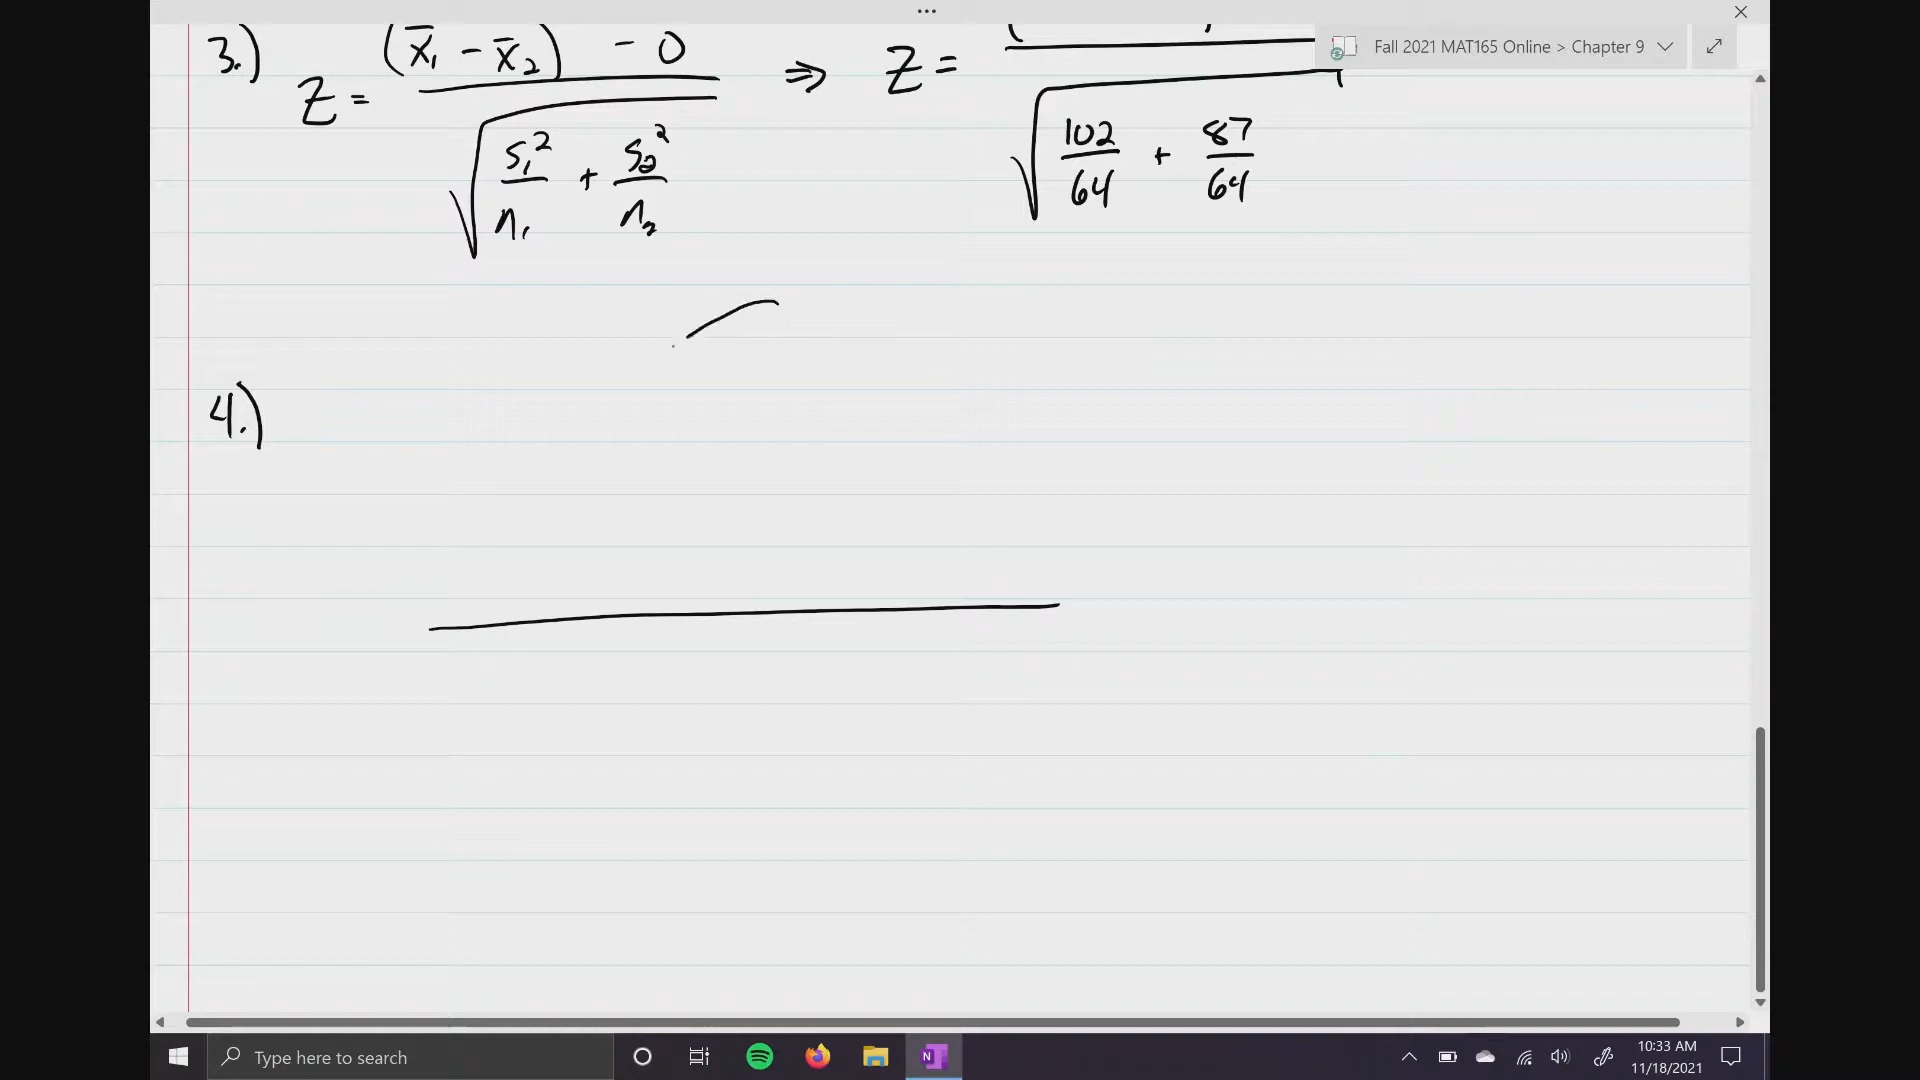 Fall 2021 MAT165 Online > Chapter 9
3.) Z = (x̄₁ - x̄₂) - 0 / √(s₁²/n₁ + s₂²/n₂) ⇒ Z = / √(102/64 + 87/64)
4.)
Type here to search
10:33 AM
11/18/2021